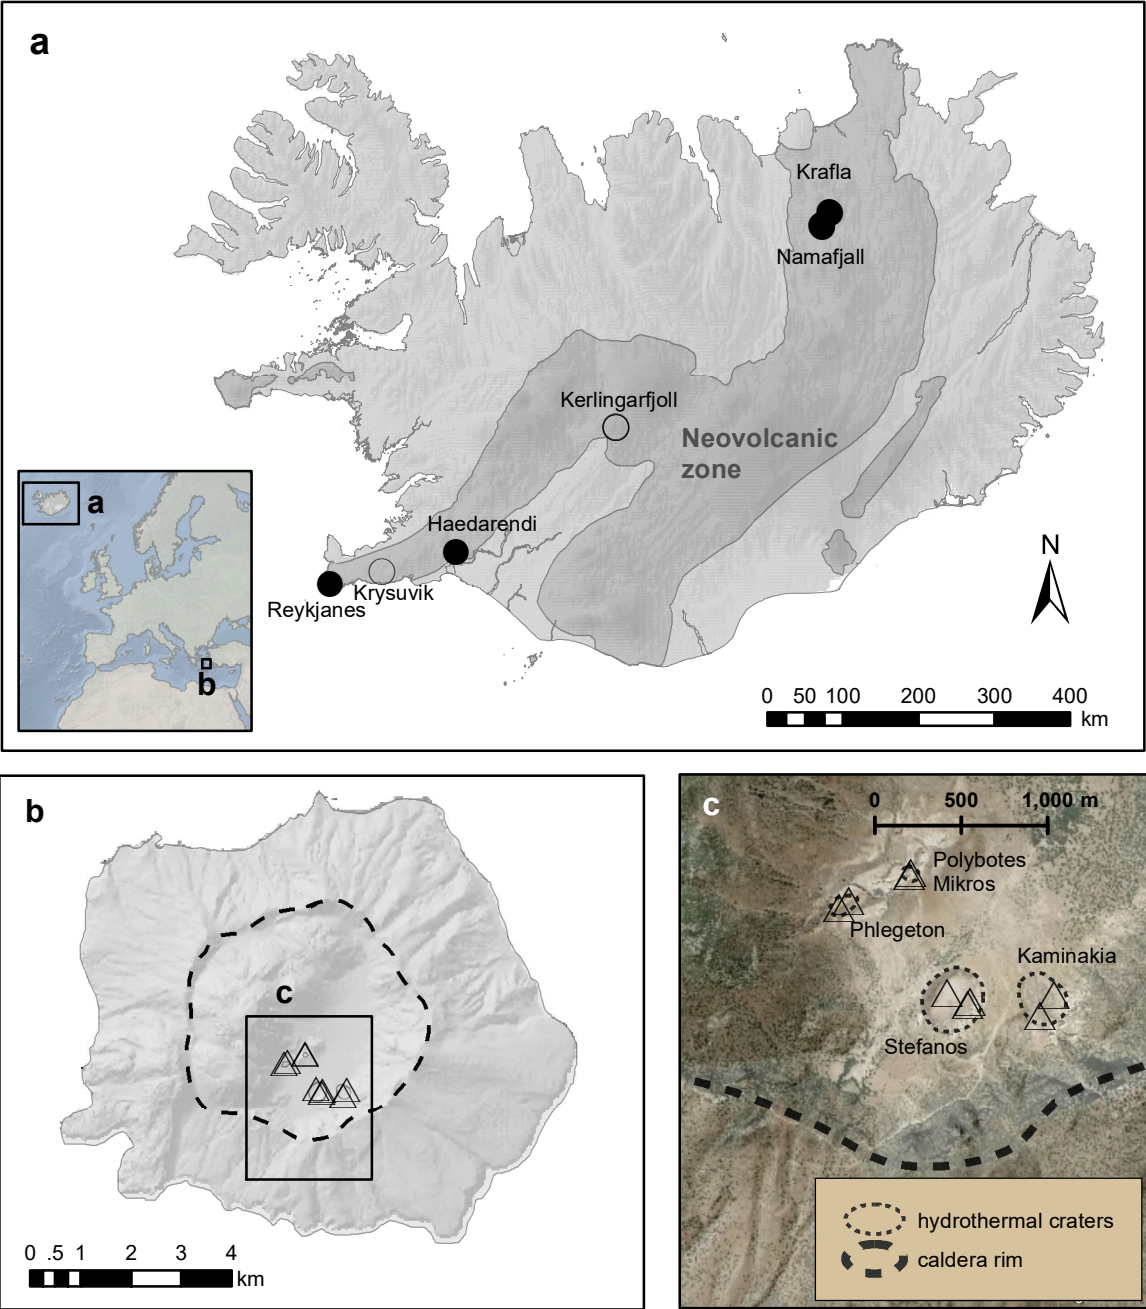 a
Krafla
Namafjall
Kerlingarfjoll
Neovolcanic
zone
Haedarendi
Krysuvik
Reykjanes
a
b
N
0 50 100 200 300 400
km
b
c
0 .5 1 2 3 4
km
c
0 500 1,000 m
Polybotes
Mikros
Phlegeton
Kaminakia
Stefanos
hydrothermal craters
caldera rim